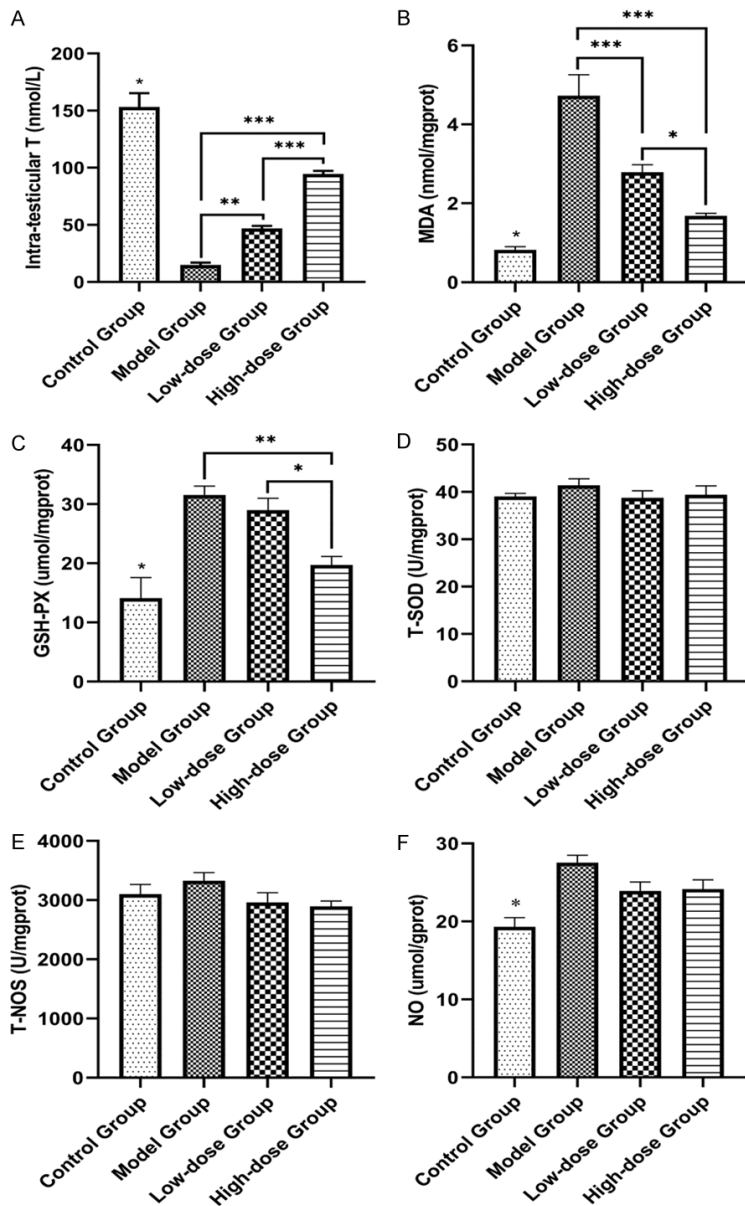 A
Intra-testicular T (nmol/L)
200
150
100
50
0
*
**
***
***
Control Group
Model Group
Low-dose Group
High-dose Group
B
MDA (nmol/mgprot)
6
4
2
0
*
***
***
*
Control Group
Model Group
Low-dose Group
High-dose Group
C
GSH-PX (umol/mgprot)
40
30
20
10
0
*
**
*
Control Group
Model Group
Low-dose Group
High-dose Group
D
T-SOD (U/mgprot)
50
40
30
20
10
0
Control Group
Model Group
Low-dose Group
High-dose Group
E
T-NOS (U/mgprot)
4000
3000
2000
1000
0
Control Group
Model Group
Low-dose Group
High-dose Group
F
NO (umol/gprot)
30
20
10
0
*
Control Group
Model Group
Low-dose Group
High-dose Group